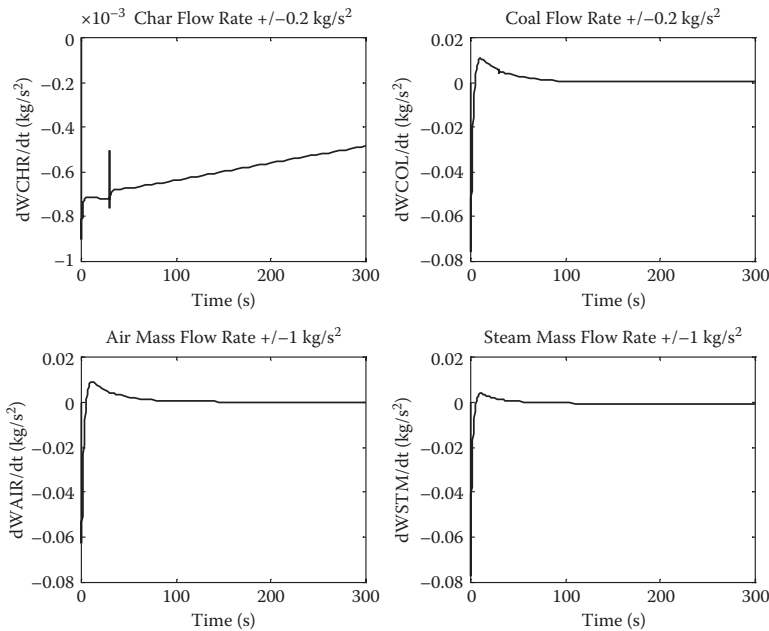 ×10⁻³ Char Flow Rate +/−0.2 kg/s²
0
−0.2
−0.4
−0.6
−0.8
−1
dWCHR/dt (kg/s²)
0 100 200 300
Time (s)
Coal Flow Rate +/−0.2 kg/s²
0.02
0
−0.02
−0.04
−0.06
−0.08
dWCOL/dt (kg/s²)
0 100 200 300
Time (s)
Air Mass Flow Rate +/−1 kg/s²
0.02
0
−0.02
−0.04
−0.06
−0.08
dWAIR/dt (kg/s²)
0 100 200 300
Time (s)
Steam Mass Flow Rate +/−1 kg/s²
0.02
0
−0.02
−0.04
−0.06
−0.08
dWSTM/dt (kg/s²)
0 100 200 300
Time (s)